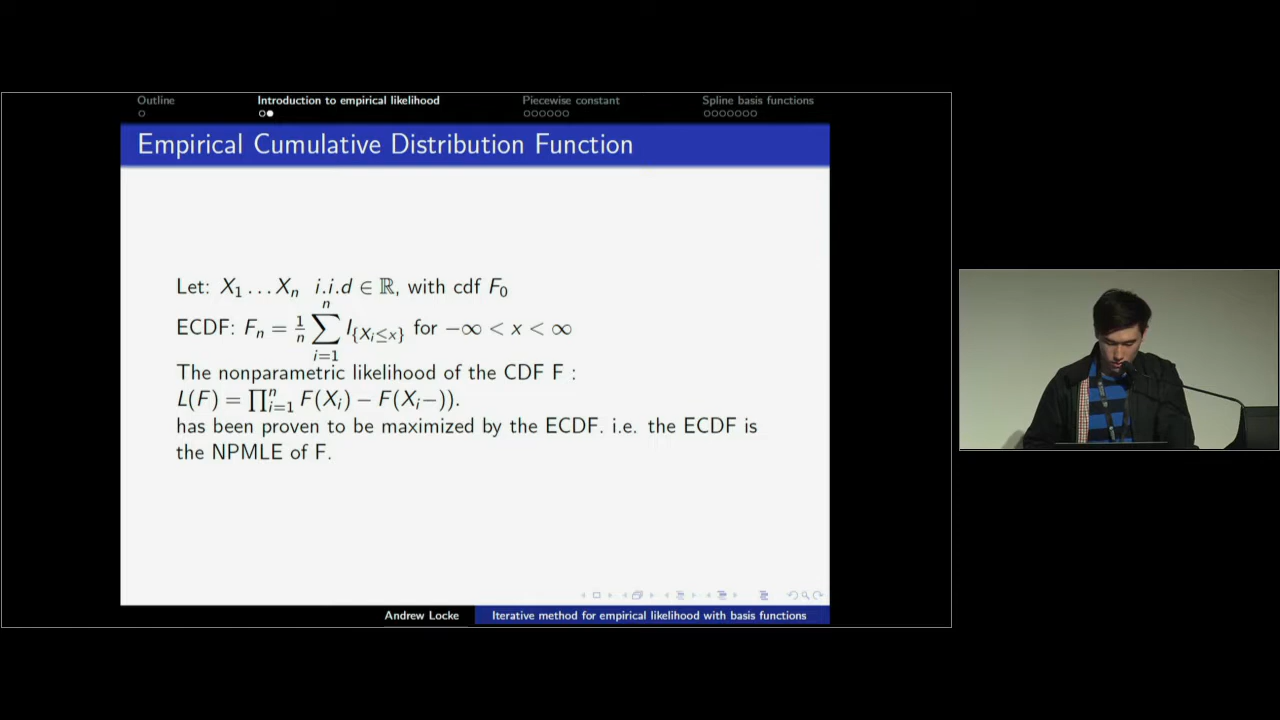 Outline
Introduction to empirical likelihood
Piecewise constant
Spline basis functions
Empirical Cumulative Distribution Function
Let: X₁ … Xₙ i.i.d ∈ ℝ, with cdf F₀
ECDF: Fₙ = 1/n ∑ᵢ₌₁ⁿ I_{Xᵢ≤x} for −∞ < x < ∞
The nonparametric likelihood of the CDF F :
L(F) = ∏ᵢ₌₁ⁿ F(Xᵢ) − F(Xᵢ−)).
has been proven to be maximized by the ECDF. i.e. the ECDF is
the NPMLE of F.
Andrew Locke
Iterative method for empirical likelihood with basis functions